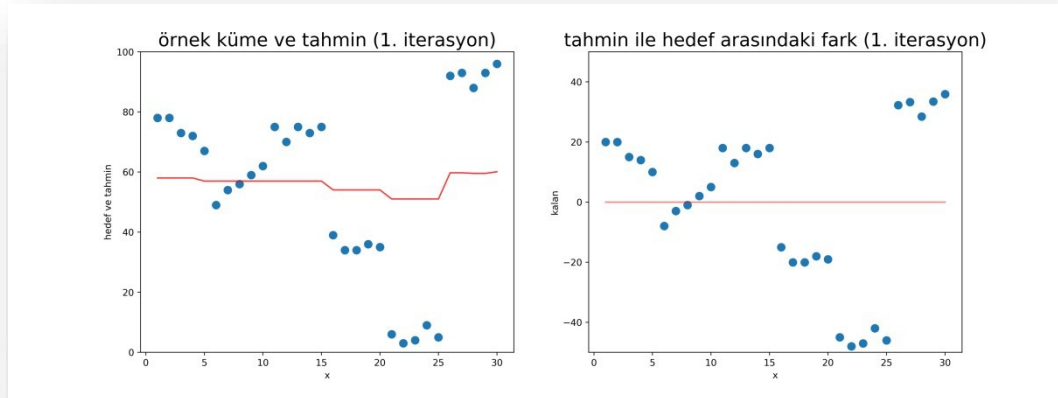 örnek küme ve tahmin (1. iterasyon)
100
80
60
40
20
0
hedef ve tahmin
0 5 10 15 20 25 30
x
tahmin ile hedef arasındaki fark (1. iterasyon)
40
20
0
−20
−40
kalan
0 5 10 15 20 25 30
x